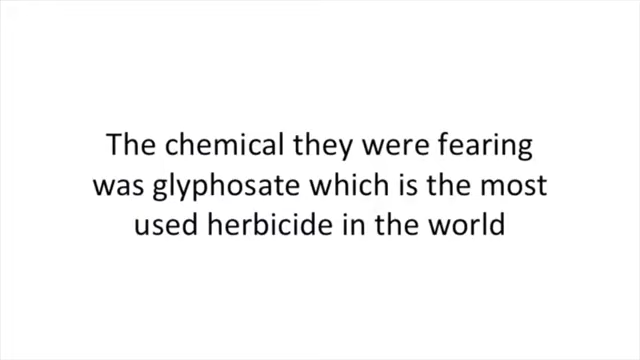 The chemical they were fearing
was glyphosate which is the most
used herbicide in the world